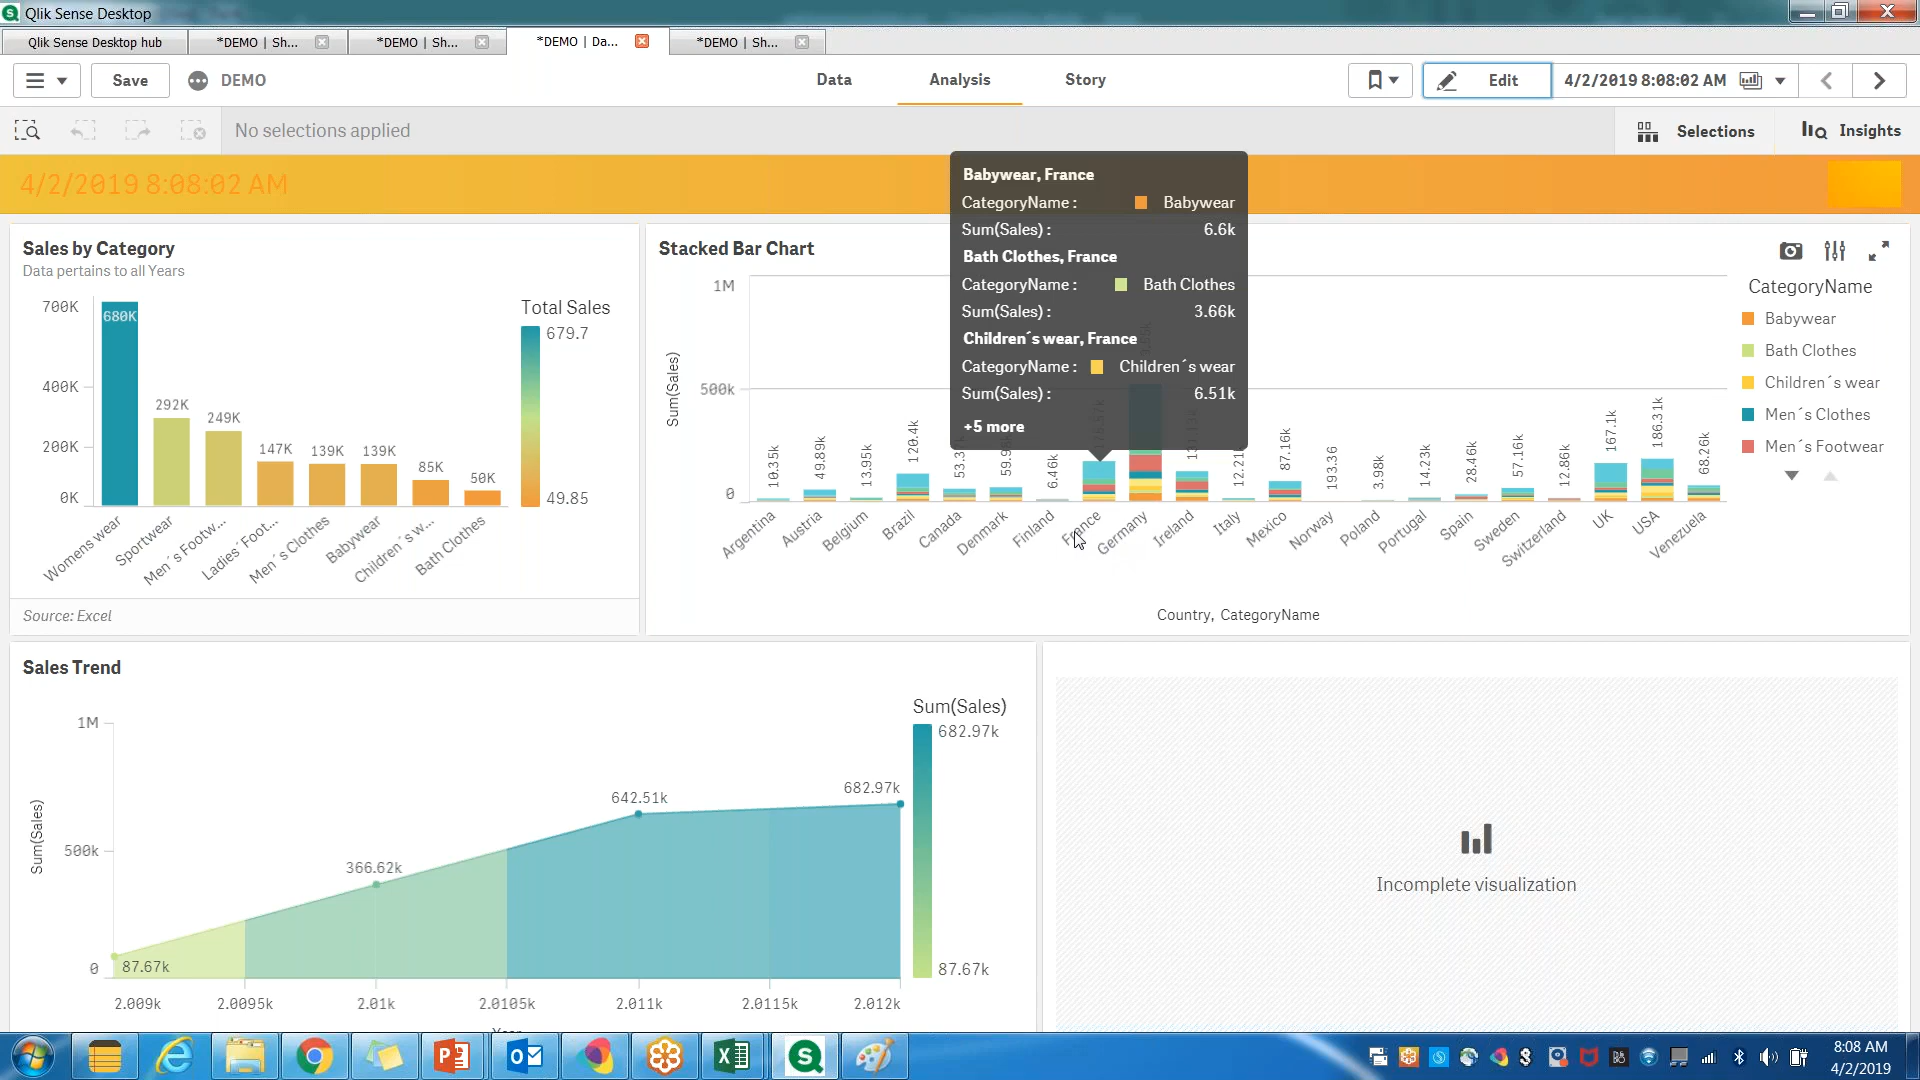 Qlik Sense Desktop
Qlik Sense Desktop hub
*DEMO | Sh...
*DEMO | Sh...
*DEMO | Da...
*DEMO | Sh...
Save
DEMO
Data
Analysis
Story
Edit
4/2/2019 8:08:02 AM
No selections applied
Selections
Insights
4/2/2019 8:08:02 AM
Sales by Category
Data pertains to all Years
700K
400K
200K
0K
680K
292K
249K
147K
139K
139K
85K
50K
Womens wear
Sportwear
Men´s Footw...
Ladies´Foot...
Men´s Clothes
Babywear
Children´s w...
Bath Clothes
Total Sales
679.7
49.85
Source: Excel
Stacked Bar Chart
Sum(Sales)
1M
500k
0
10.35k
49.89k
13.95k
120.4k
6.46k
87.16k
193.36
3.98k
14.23k
28.46k
57.16k
12.86k
167.1k
186.31k
68.26k
Argentina
Austria
Belgium
Brazil
Canada
Denmark
Finland
France
Germany
Ireland
Italy
Mexico
Norway
Poland
Portugal
Spain
Sweden
Switzerland
UK
USA
Venezuela
Country, CategoryName
Babywear, France
CategoryName : Babywear
Sum(Sales) : 6.6k
Bath Clothes, France
CategoryName : Bath Clothes
Sum(Sales) : 3.66k
Children´s wear, France
CategoryName : Children´s wear
Sum(Sales) : 6.51k
+5 more
CategoryName
Babywear
Bath Clothes
Children´s wear
Men´s Clothes
Men´s Footwear
Sales Trend
Sum(Sales)
1M
500k
0
87.67k
366.62k
642.51k
682.97k
2.009k
2.0095k
2.01k
2.0105k
2.011k
2.0115k
2.012k
Year
Sum(Sales)
682.97k
87.67k
Incomplete visualization
8:08 AM
4/2/2019